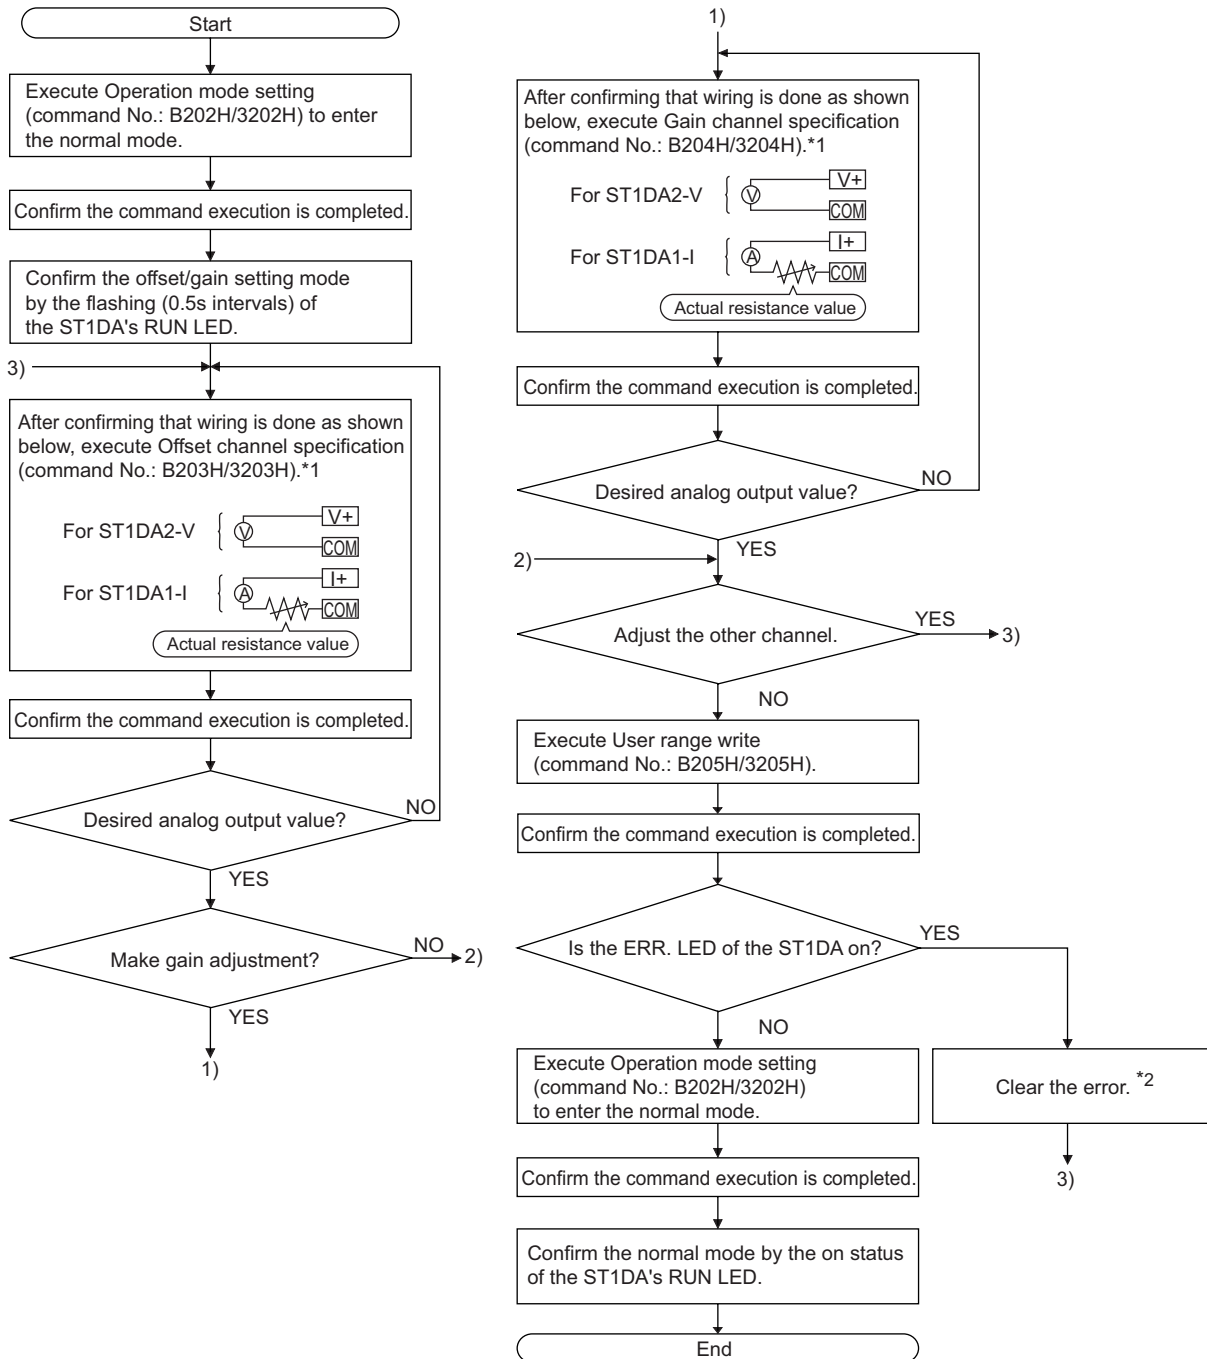 Start
Execute Operation mode setting
(command No.: B202H/3202H) to enter
the normal mode.
Confirm the command execution is completed.
Confirm the offset/gain setting mode
by the flashing (0.5s intervals) of
the ST1DA's RUN LED.
3)
After confirming that wiring is done as shown
below, execute Offset channel specification
(command No.: B203H/3203H).*1
For ST1DA2-V
V
V+
COM
For ST1DA1-I
A
I+
COM
Actual resistance value
Confirm the command execution is completed.
Desired analog output value?
NO
YES
Make gain adjustment?
NO
2)
YES
1)
1)
After confirming that wiring is done as shown
below, execute Gain channel specification
(command No.: B204H/3204H).*1
For ST1DA2-V
V
V+
COM
For ST1DA1-I
A
I+
COM
Actual resistance value
Confirm the command execution is completed.
Desired analog output value?
NO
YES
2)
Adjust the other channel.
YES
3)
NO
Execute User range write
(command No.: B205H/3205H).
Confirm the command execution is completed.
Is the ERR. LED of the ST1DA on?
YES
NO
Execute Operation mode setting
(command No.: B202H/3202H)
to enter the normal mode.
Clear the error. *2
3)
Confirm the command execution is completed.
Confirm the normal mode by the on status
of the ST1DA's RUN LED.
End